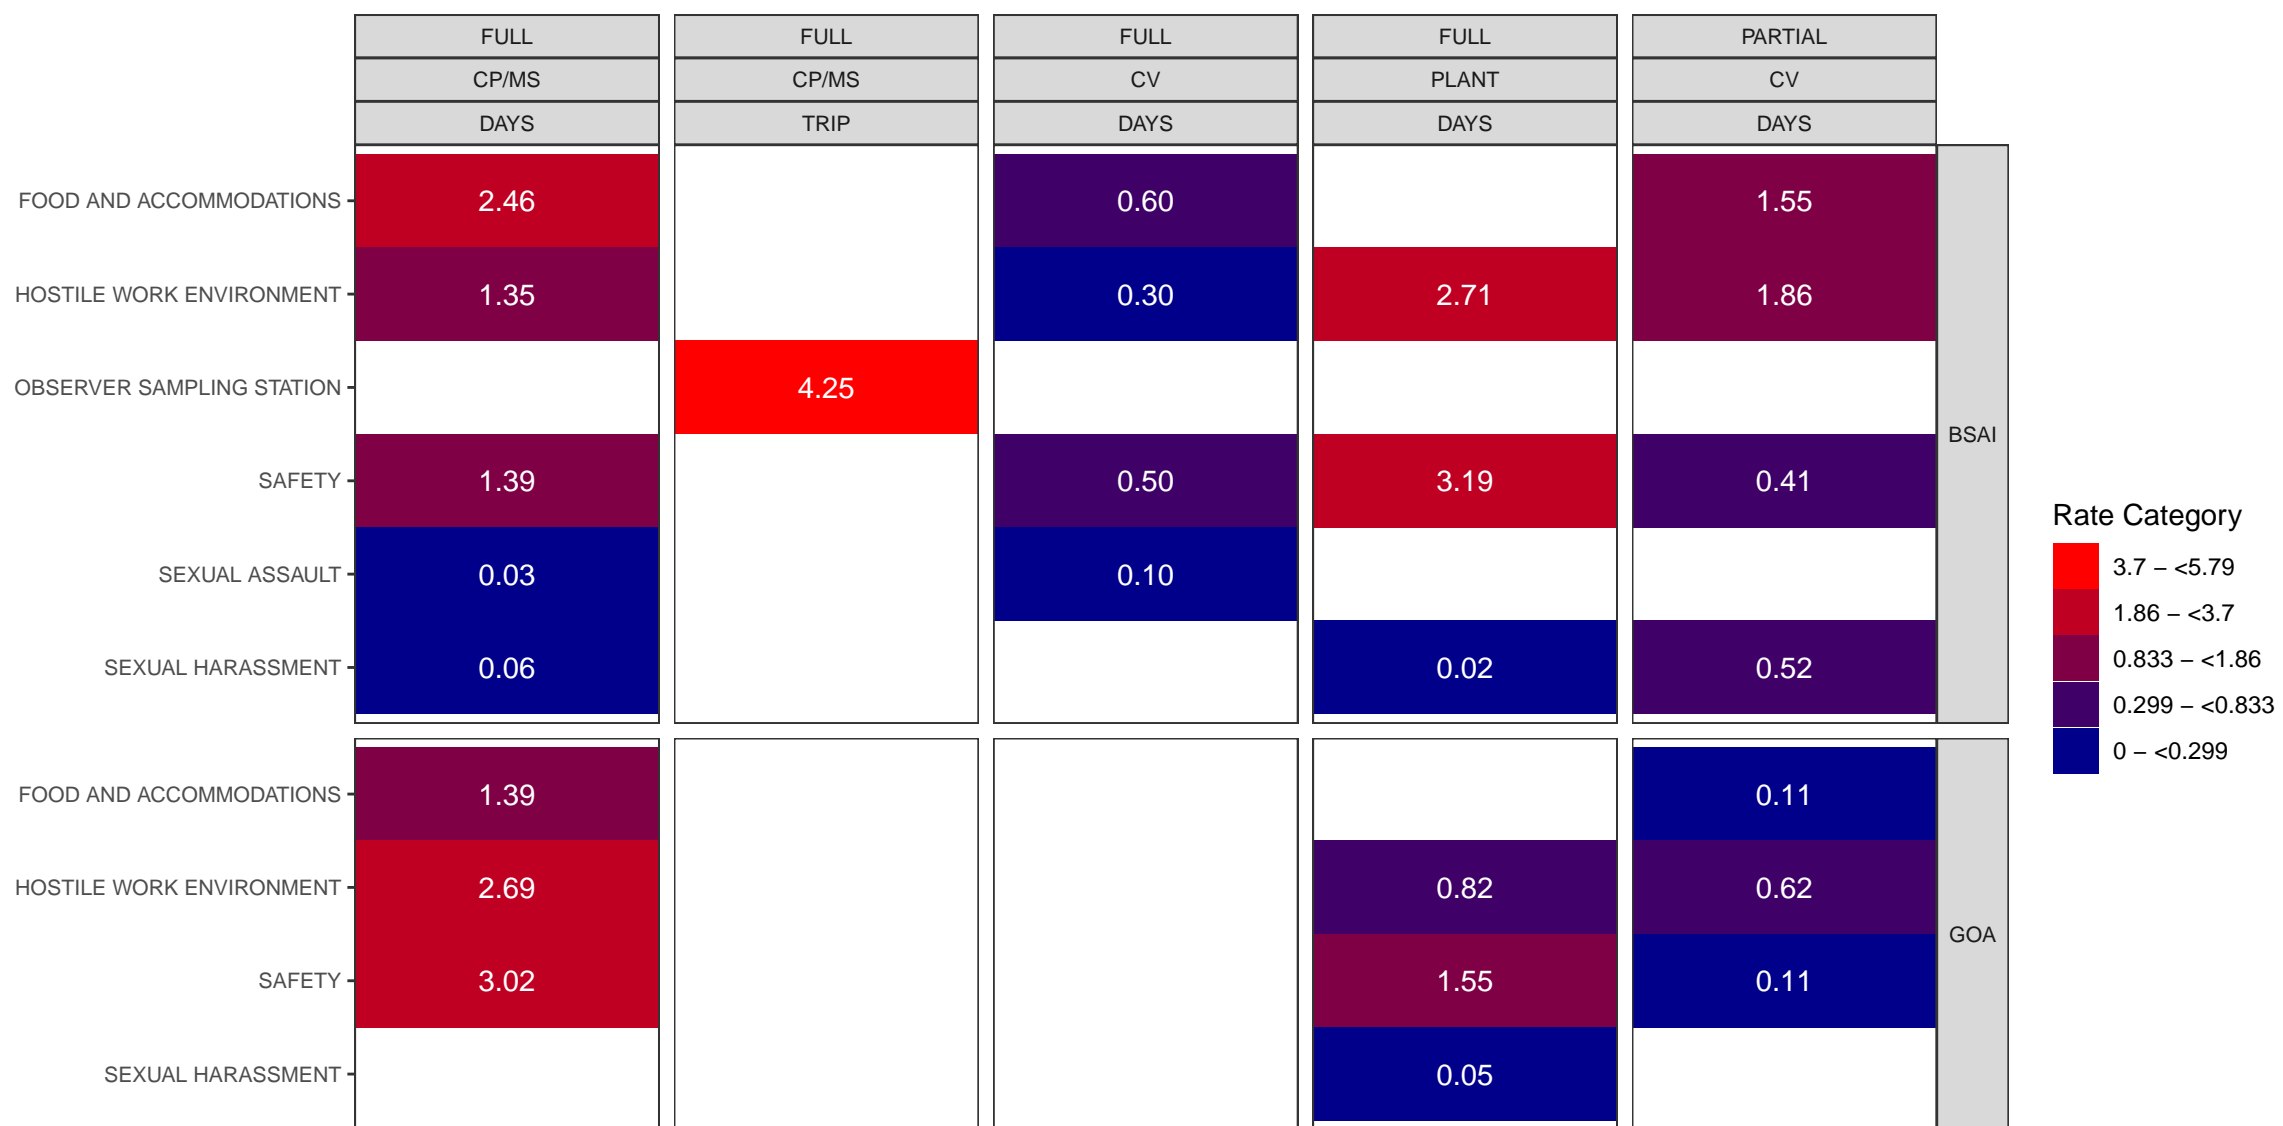 FULL FULL FULL FULL PARTIAL
CP/MS CP/MS CV PLANT CV
DAYS TRIP DAYS DAYS DAYS
FOOD AND ACCOMMODATIONS 2.46 0.60 1.55
HOSTILE WORK ENVIRONMENT 1.35 0.30 2.71 1.86
OBSERVER SAMPLING STATION 4.25
BSAI
SAFETY 1.39 0.50 3.19 0.41
SEXUAL ASSAULT 0.03 0.10
SEXUAL HARASSMENT 0.06 0.02 0.52
FOOD AND ACCOMMODATIONS 1.39 0.11
HOSTILE WORK ENVIRONMENT 2.69 0.82 0.62
GOA
SAFETY 3.02 1.55 0.11
SEXUAL HARASSMENT 0.05
Rate Category
3.7 – <5.79
1.86 – <3.7
0.833 – <1.86
0.299 – <0.833
0 – <0.299